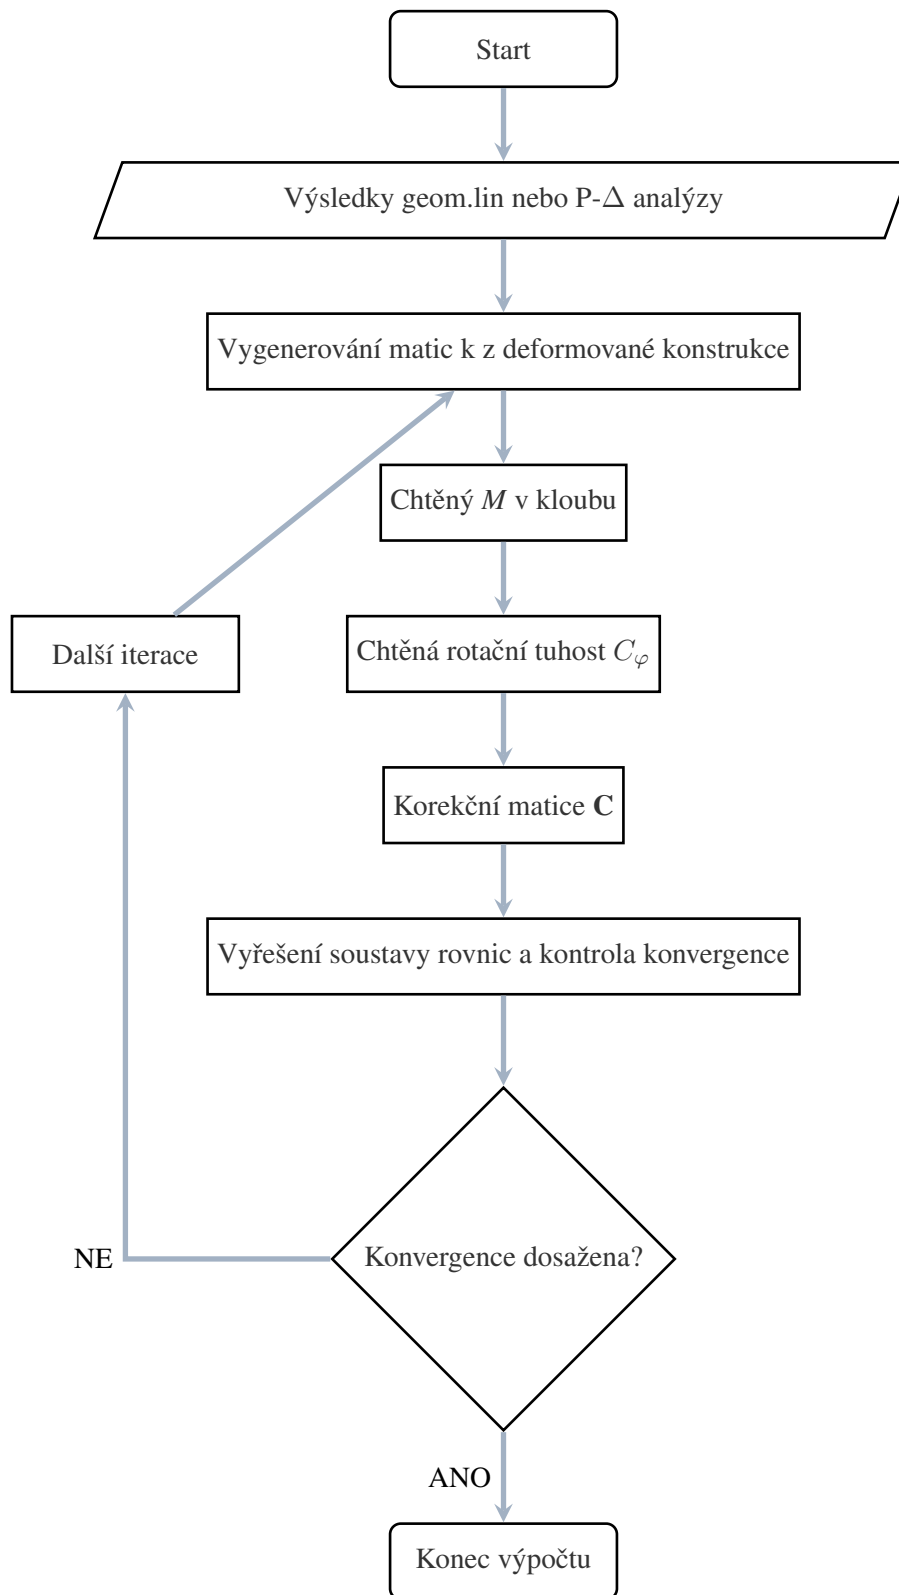 Start
Výsledky geom.lin nebo P-Δ analýzy
Vygenerování matic k z deformované konstrukce
Chtěný M v kloubu
Další iterace
Chtěná rotační tuhost Cφ
Korekční matice C
Vyřešení soustavy rovnic a kontrola konvergence
NE
Konvergence dosažena?
ANO
Konec výpočtu